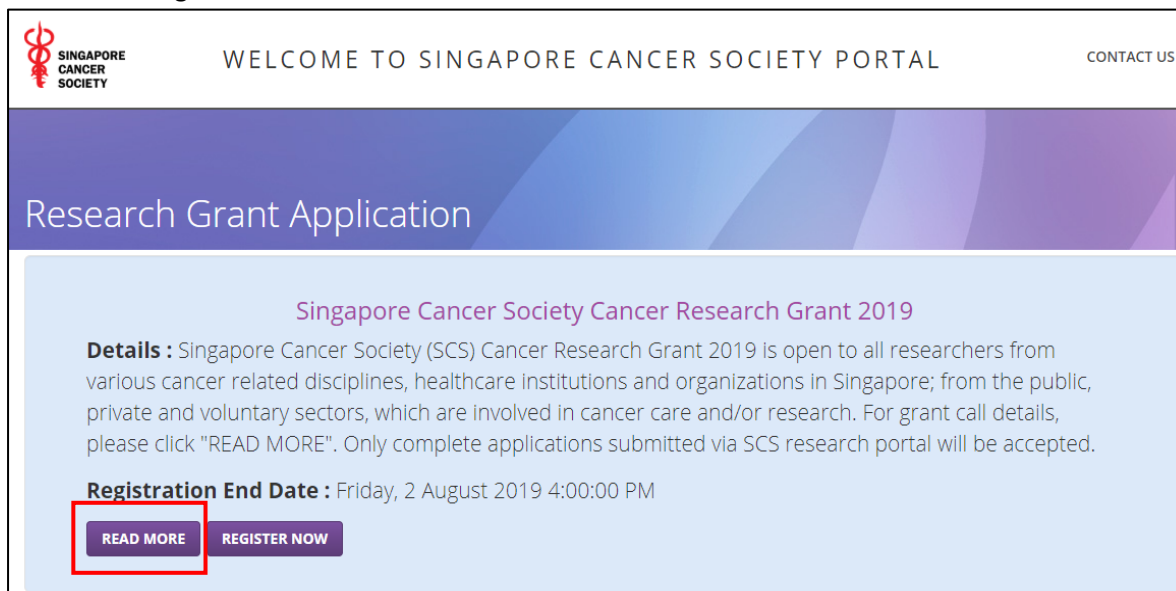 SINGAPORE
CANCER
SOCIETY
WELCOME TO SINGAPORE CANCER SOCIETY PORTAL
CONTACT US
Research Grant Application
Singapore Cancer Society Cancer Research Grant 2019
Details : Singapore Cancer Society (SCS) Cancer Research Grant 2019 is open to all researchers from
various cancer related disciplines, healthcare institutions and organizations in Singapore; from the public,
private and voluntary sectors, which are involved in cancer care and/or research. For grant call details,
please click "READ MORE". Only complete applications submitted via SCS research portal will be accepted.
Registration End Date : Friday, 2 August 2019 4:00:00 PM
READ MORE REGISTER NOW